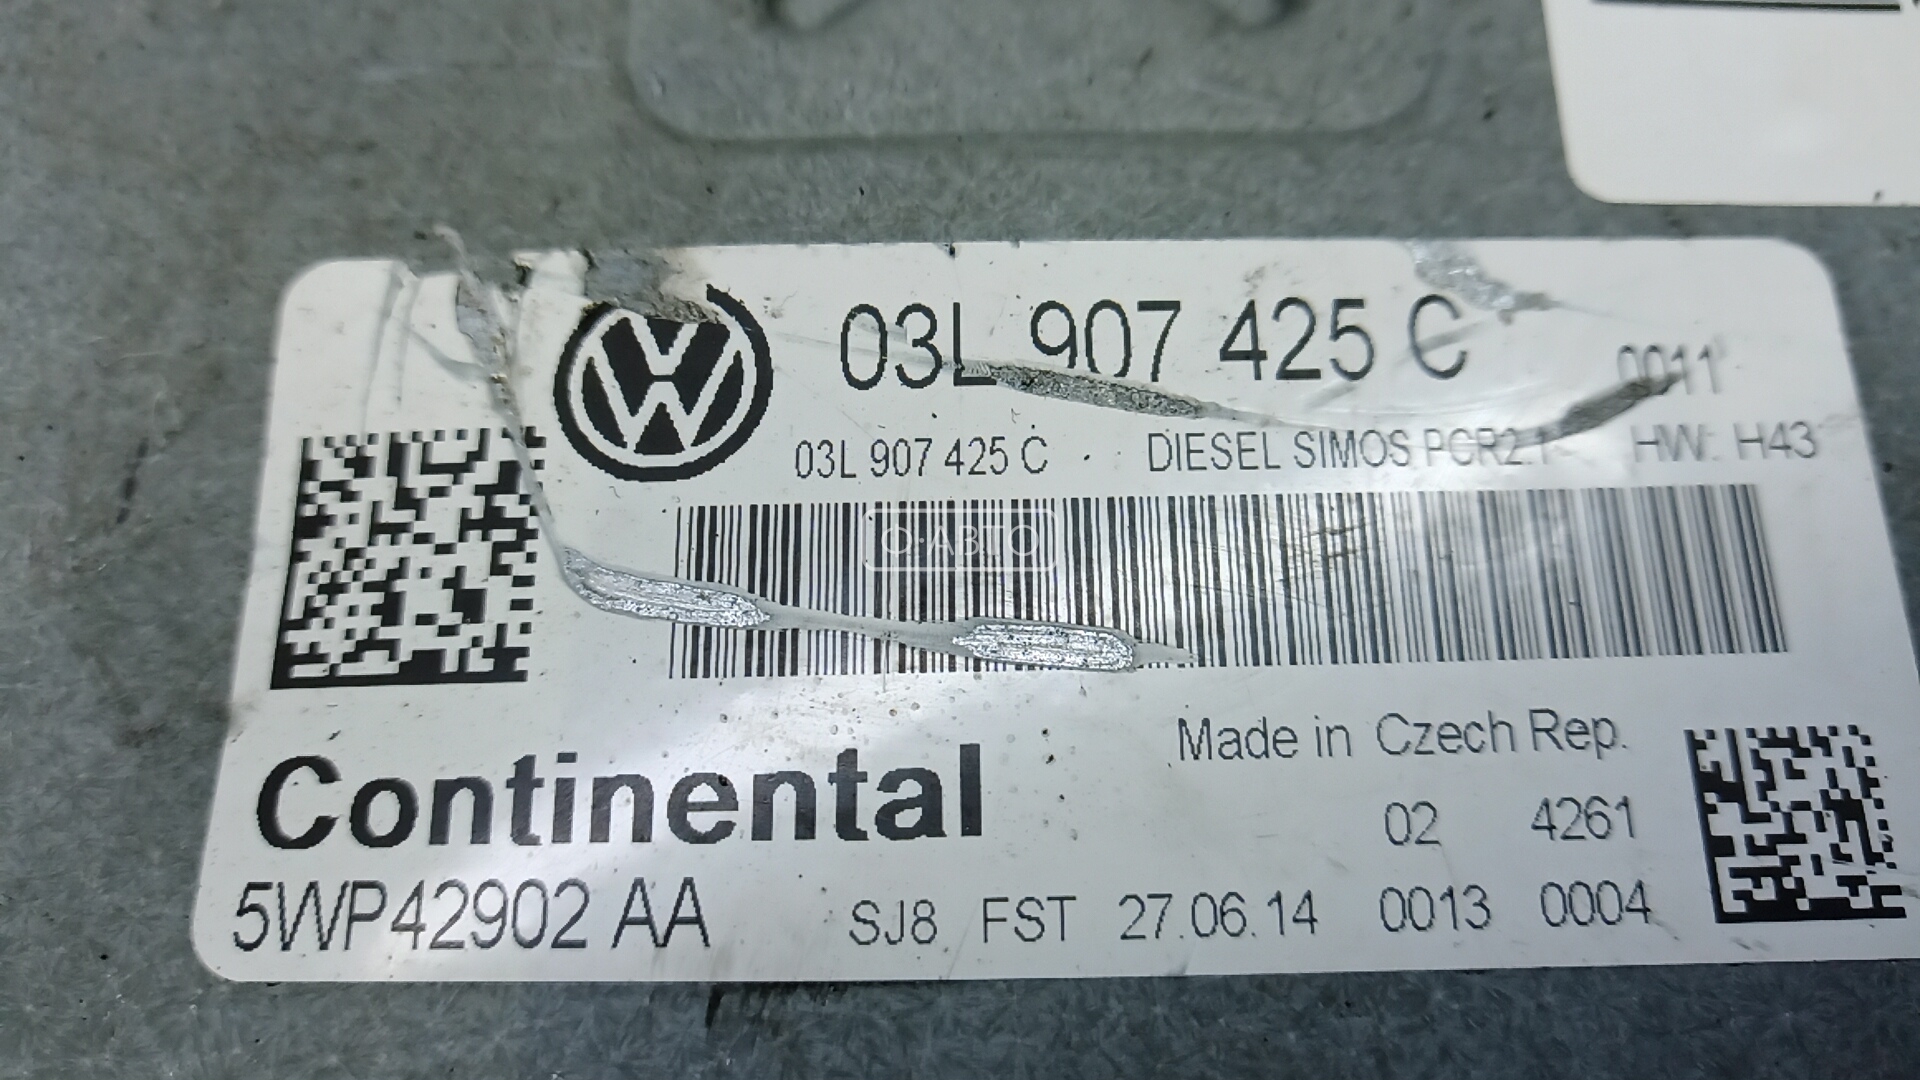 03L 907 425 C
0011
03L 907 425 C . DIESEL SIMOS PCR2.1 HW: H43
О·АВТО
Made in Czech Rep.
Continental
02 4261
5WP42902 AA SJ8 FST 27.06.14 0013 0004